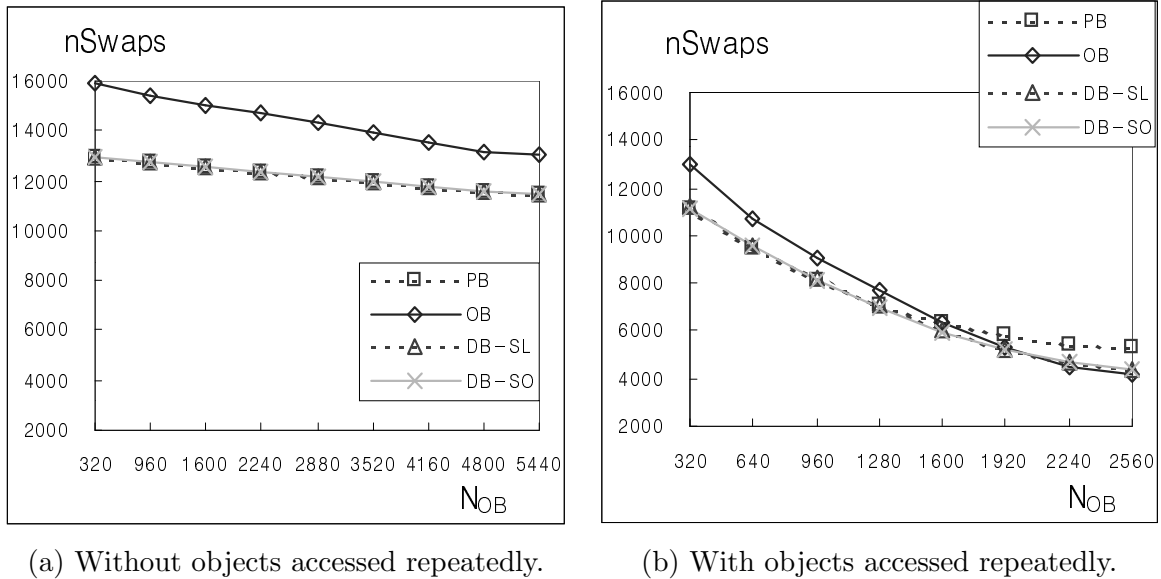 nSwaps
16000
14000
12000
10000
8000
6000
4000
2000
PB
OB
DB-SL
DB-SO
320 960 1600 2240 2880 3520 4160 4800 5440
NOB
(a) Without objects accessed repeatedly.
PB
OB
DB-SL
DB-SO
nSwaps
16000
14000
12000
10000
8000
6000
4000
2000
320 640 960 1280 1600 1920 2240 2560
NOB
(b) With objects accessed repeatedly.